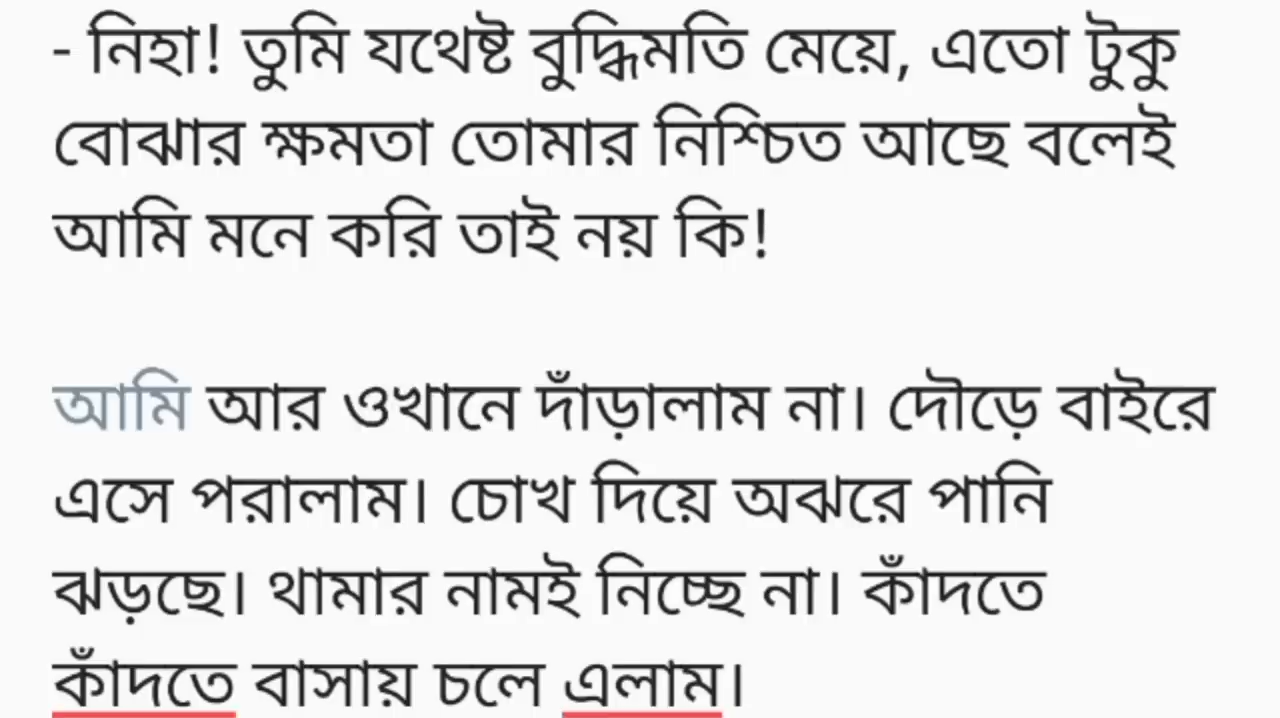 - নিহা! তুমি যথেষ্ট বুদ্ধিমতি মেয়ে, এতো টুকু
বোঝার ক্ষমতা তোমার নিশ্চিত আছে বলেই
আমি মনে করি তাই নয় কি!
আমি আর ওখানে দাঁড়ালাম না। দৌড়ে বাইরে
এসে পরালাম। চোখ দিয়ে অঝরে পানি
ঝড়ছে। থামার নামই নিচ্ছে না। কাঁদতে
কাঁদতে বাসায় চলে এলাম।